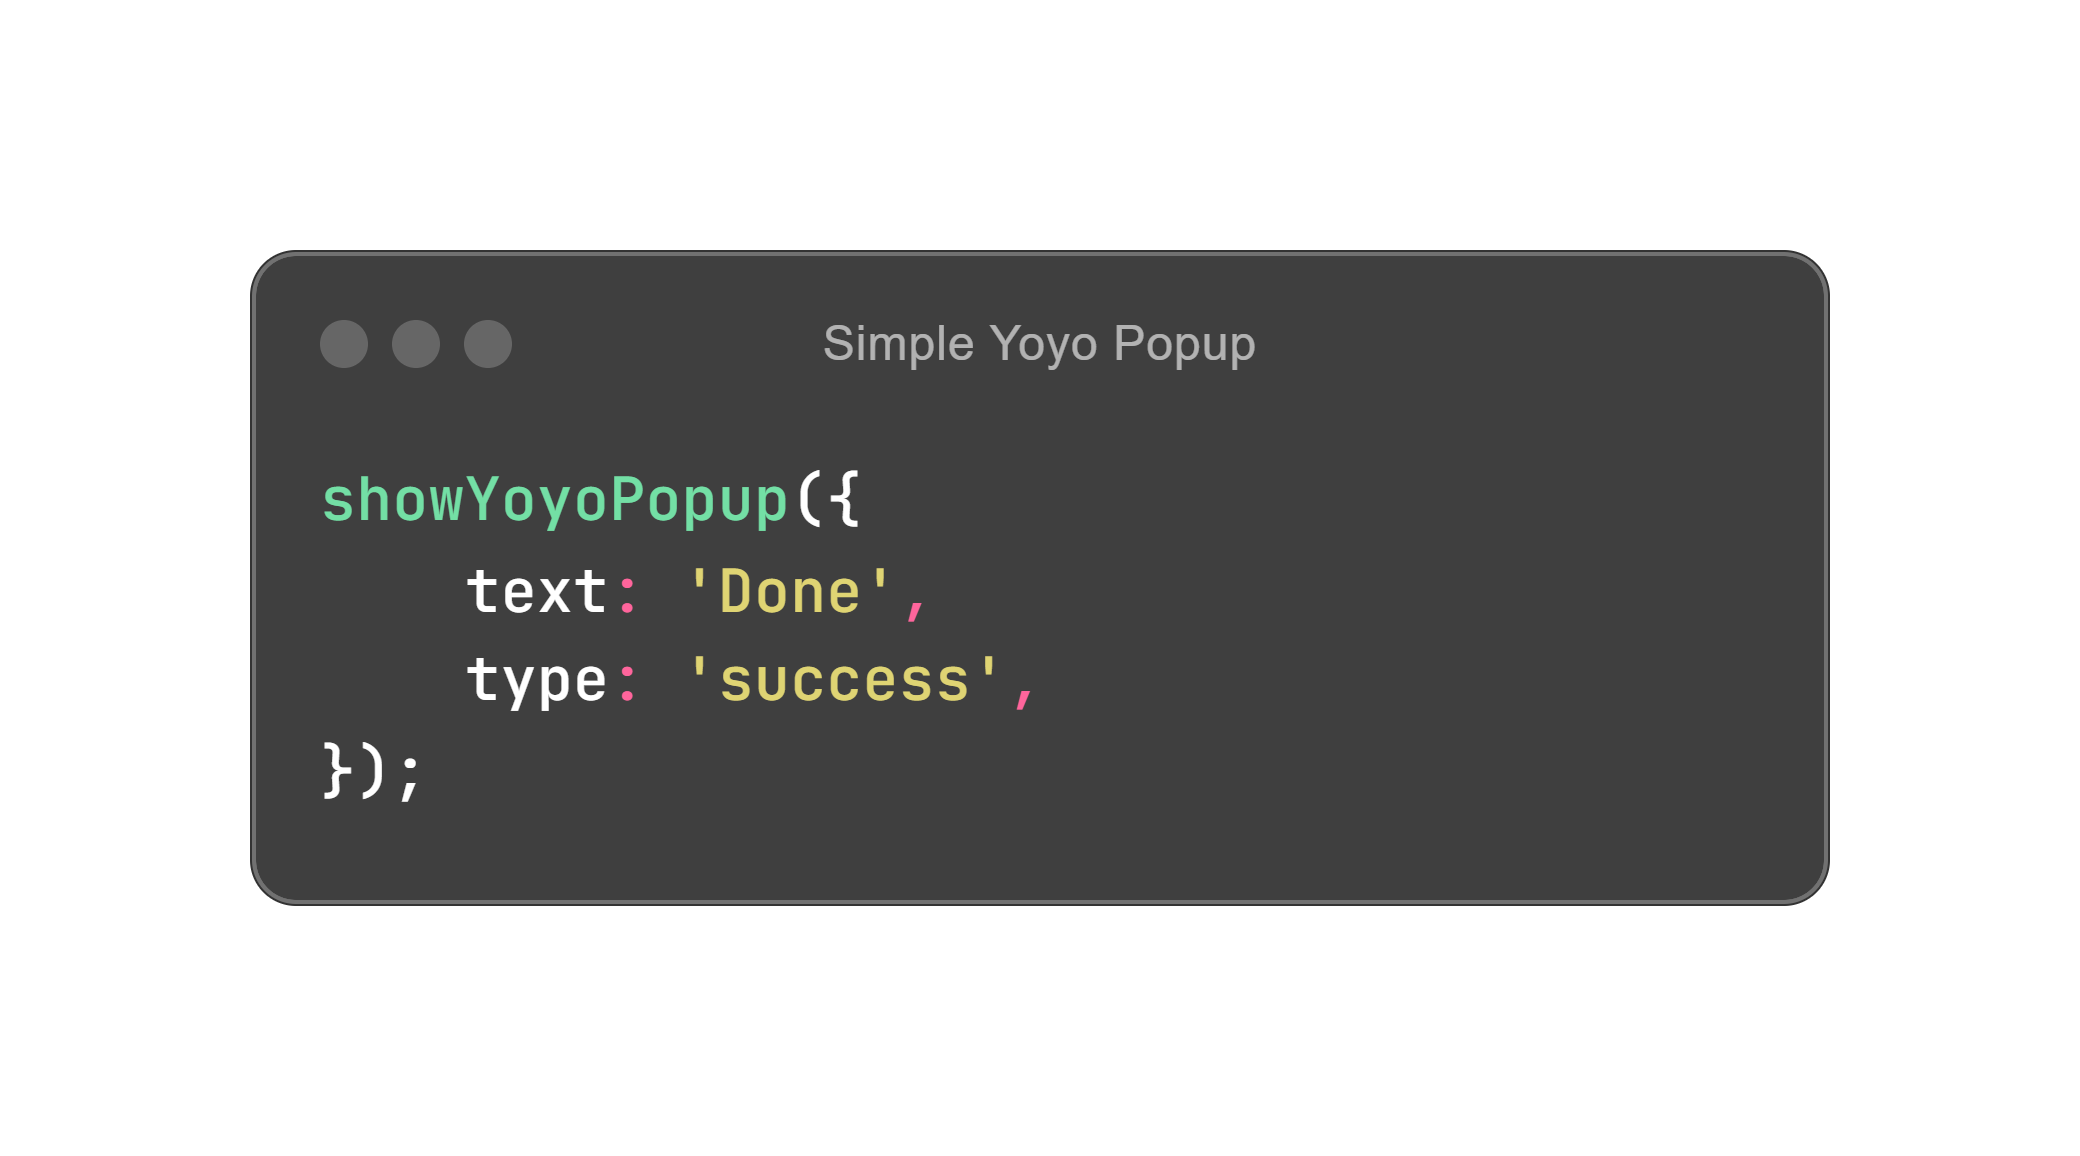 Simple Yoyo Popup
showYoyoPopup({
    text: 'Done',
    type: 'success',
});